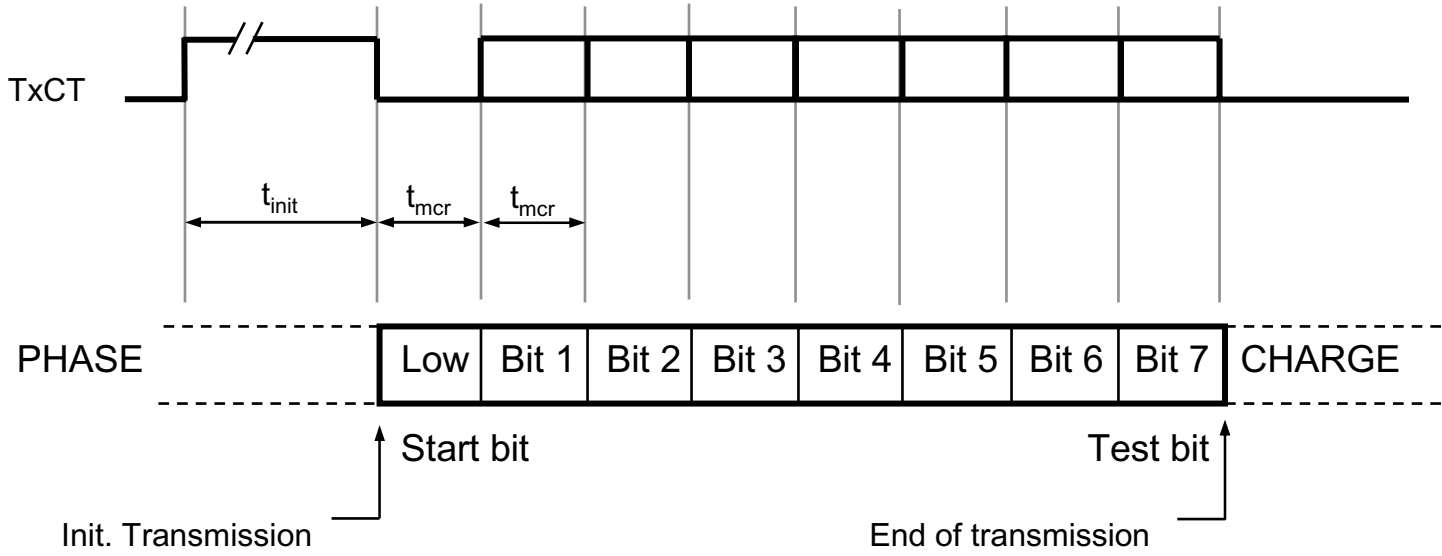 TxCT
t_init t_mcr t_mcr
PHASE Low Bit 1 Bit 2 Bit 3 Bit 4 Bit 5 Bit 6 Bit 7 CHARGE
Start bit Test bit
Init. Transmission End of transmission